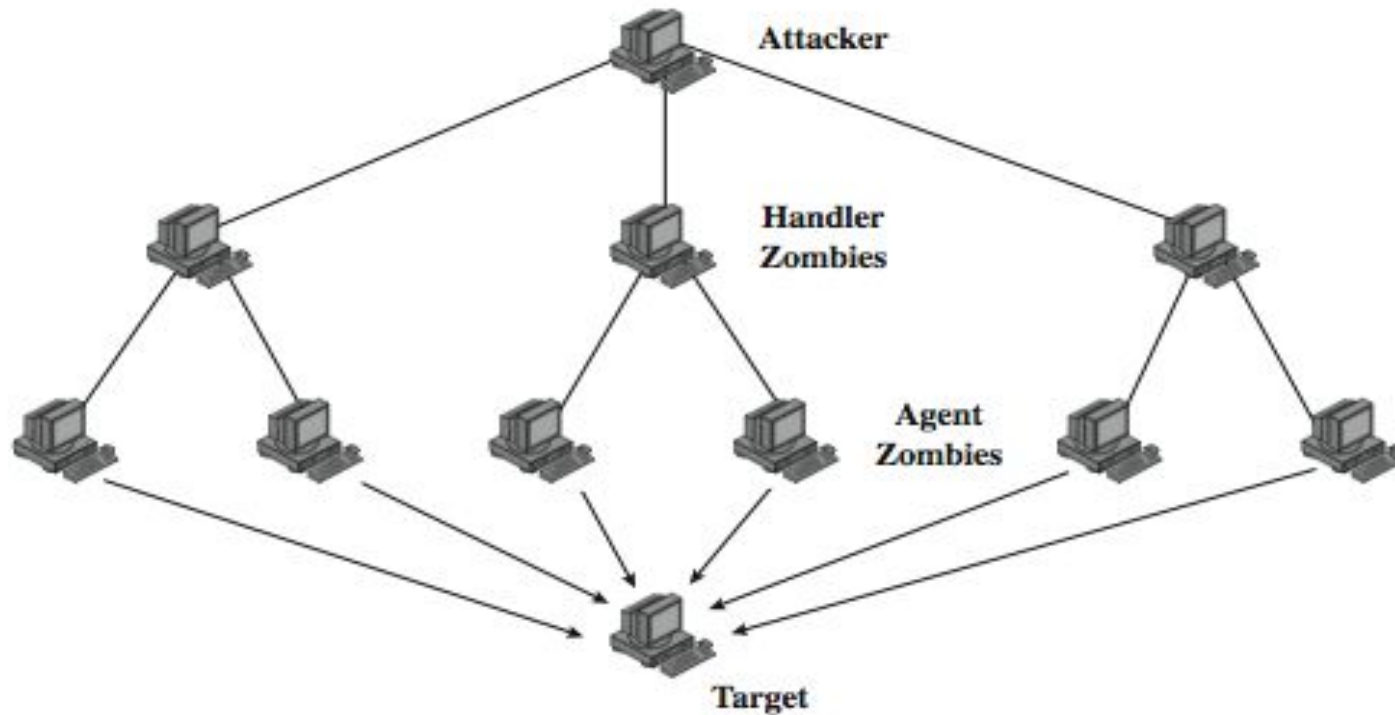 Attacker
Handler
Zombies
Agent
Zombies
Target